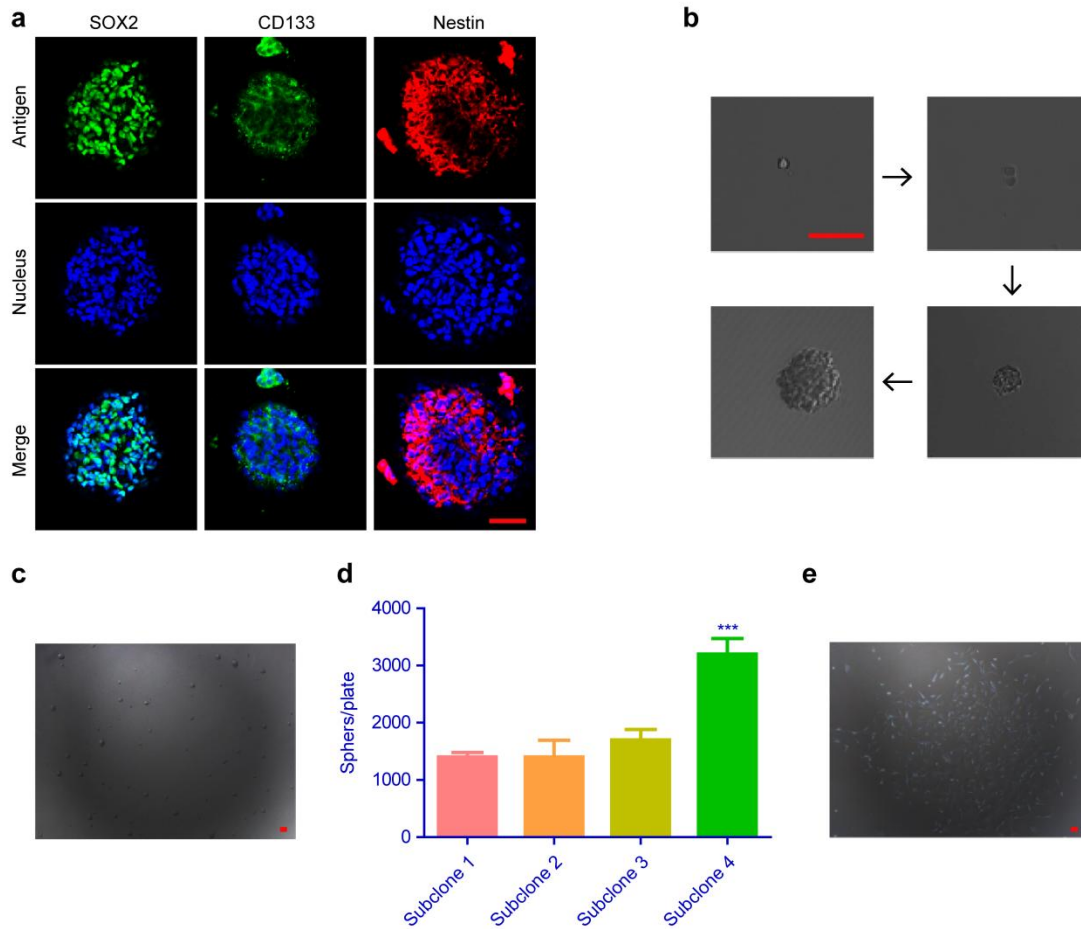 a
SOX2 CD133 Nestin
Antigen
Nucleus
Merge
b
c
d
Sphers/plate
4000
3000
2000
1000
0
***
Subclone 1
Subclone 2
Subclone 3
Subclone 4
e